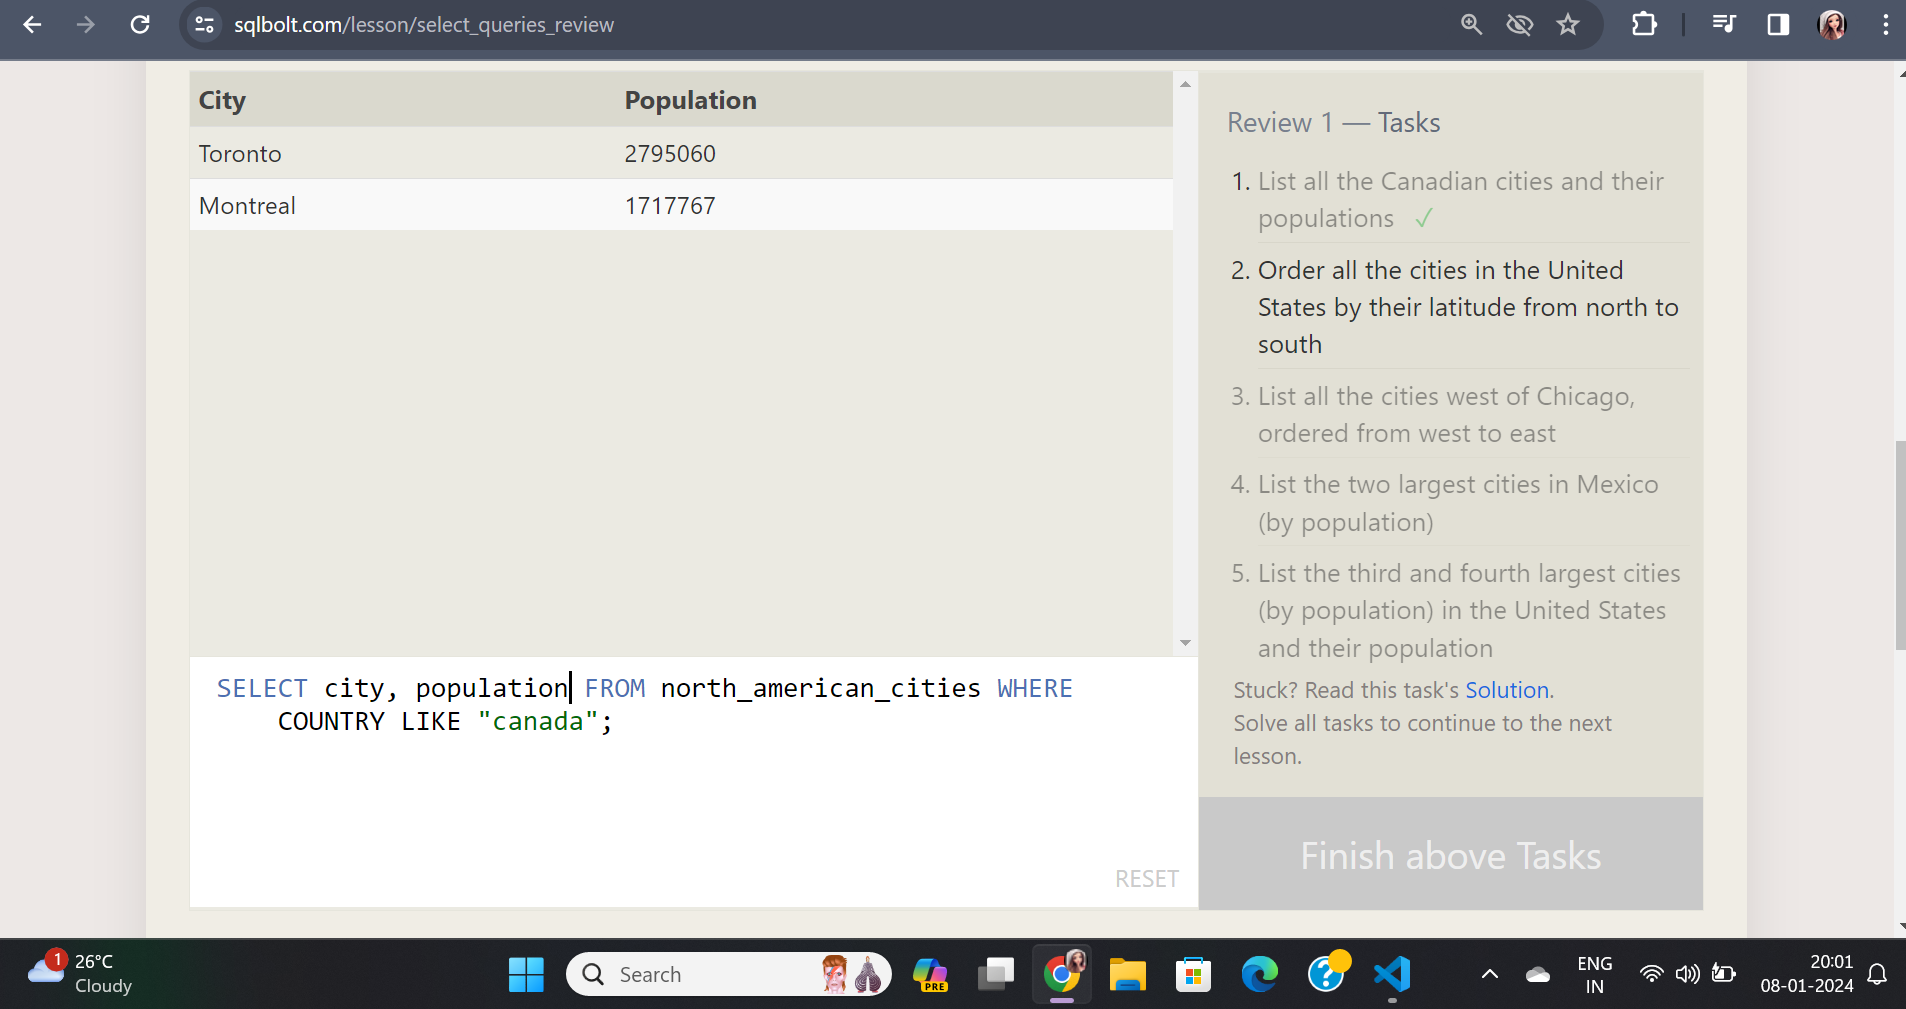 sqlbolt.com/lesson/select_queries_review
City Population
Toronto 2795060
Montreal 1717767
SELECT city, population FROM north_american_cities WHERE
COUNTRY LIKE "canada";
RESET
Review 1 — Tasks
1. List all the Canadian cities and their
populations ✓
2. Order all the cities in the United
States by their latitude from north to
south
3. List all the cities west of Chicago,
ordered from west to east
4. List the two largest cities in Mexico
(by population)
5. List the third and fourth largest cities
(by population) in the United States
and their population
Stuck? Read this task's Solution.
Solve all tasks to continue to the next
lesson.
Finish above Tasks
1
26°C
Cloudy
Search
PRE
ENG
IN
20:01
08-01-2024